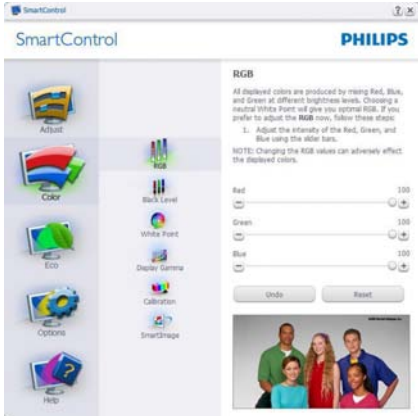 SmartControl
SmartControl
PHILIPS
Adjust
Color
Eco
Options
Help
RGB
Black Level
White Point
Display Gamma
Calibration
SmartImage
RGB
All displayed colors are produced by mixing Red, Blue,
and Green at different brightness levels. Choosing a
neutral White Point will give you optimal RGB. If you
prefer to adjust the RGB now, follow these steps:
1. Adjust the intensity of the Red, Green, and
Blue using the slider bars.
NOTE: Changing the RGB values can adversely effect
the displayed colors.
Red 100
Green 100
Blue 100
Undo Reset